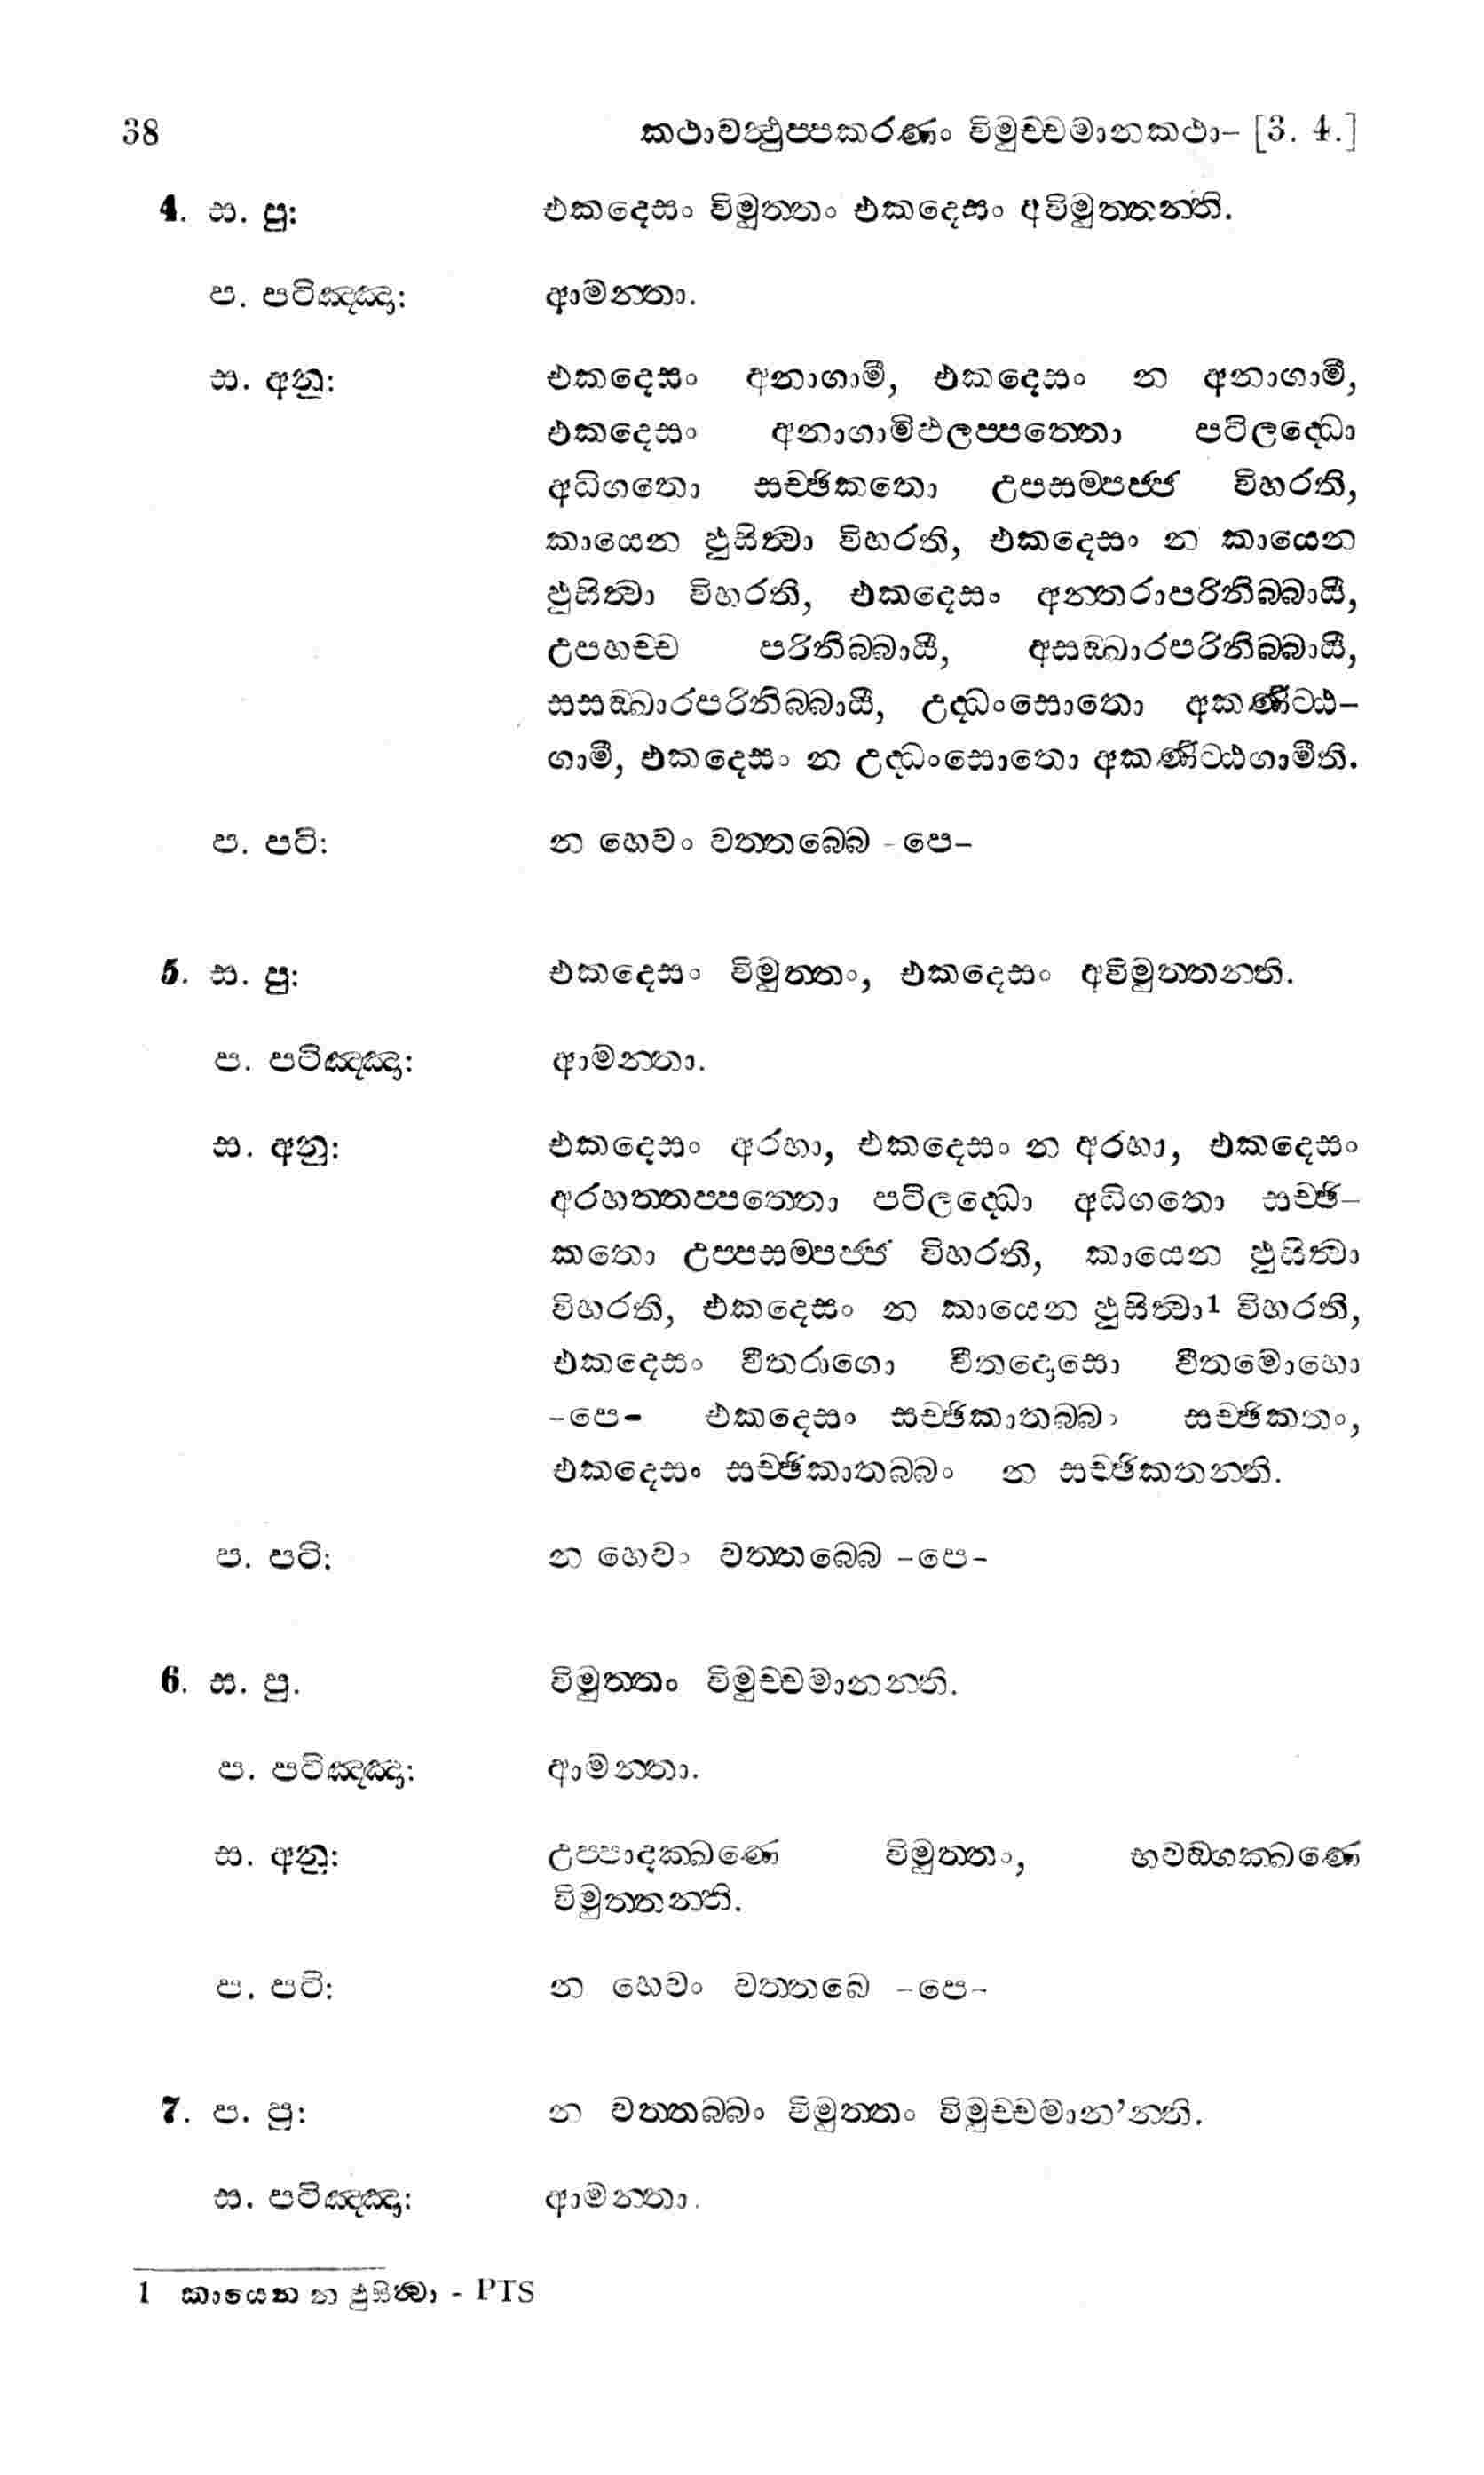 38 කථාවත්ථුප්පකරණං විමුච්චමානකථා- [3. 4.]
4. ස. පු: එකදෙසං විමුත්තං එකදෙසං අවිමුත්තන්ති.
ප. පටිඤ්ඤා: ආමන්තා.
ස. අනු: එකදෙසං අනාගාමී, එකදෙසං න අනාගාමී,
එකදෙසං අනාගාමිඵලප්පත්තො පටිලද්ධො
අධිගතො සච්ඡිකතො උපසම්පජ්ජ විහරති,
කායෙන ඵුසිත්වා විහරති, එකදෙසං න කායෙන
ඵුසිත්වා විහරති, එකදෙසං අන්තරාපරිනිබ්බායී,
උපහච්ච පරිනිබ්බායී, අසඞ්ඛාරපරිනිබ්බායී,
සසඞ්ඛාරපරිනිබ්බායී, උද්ධංසොතො අකණිට්ඨ-
ගාමී, එකදෙසං න උද්ධංසොතො අකණිට්ඨගාමීති.
ප. පටි: න හෙවං වත්තබ්බෙ -පෙ-
5. ස. පු: එකදෙසං විමුත්තං, එකදෙසං අවිමුත්තන්ති.
ප. පටිඤ්ඤා: ආමන්තා.
ස. අනු: එකදෙසං අරහා, එකදෙසං න අරහා, එකදෙසං
අරහත්තප්පත්තො පටිලද්ධො අධිගතො සච්ඡි-
කතො උප්පසම්පජ්ජ විහරති, කායෙන ඵුසිත්වා
විහරති, එකදෙසං න කායෙන ඵුසිත්වා1 විහරති,
එකදෙසං වීතරාගො වීතදොසො වීතමොහො
-පෙ- එකදෙසං සච්ඡිකාතබ්බං සච්ඡිකතං,
එකදෙසං සච්ඡිකාතබ්බං න සච්ඡිකතන්ති.
ප. පටි: න හෙවං වත්තබ්බෙ -පෙ-
6. ස. පු. විමුත්තං විමුච්චමානන්ති.
ප. පටිඤ්ඤා: ආමන්තා.
ස. අනු: උප්පාදක්ඛණෙ විමුත්තං, භවඞ්ගක්ඛණෙ
විමුත්තන්ති.
ප. පටි: න හෙවං වත්තබෙ -පෙ-
7. ප. පු: න වත්තබ්බං විමුත්තං විමුච්චමාන’න්ති.
ස. පටිඤ්ඤා: ආමන්තා.
1 කායෙන න ඵුසිත්වා - PTS